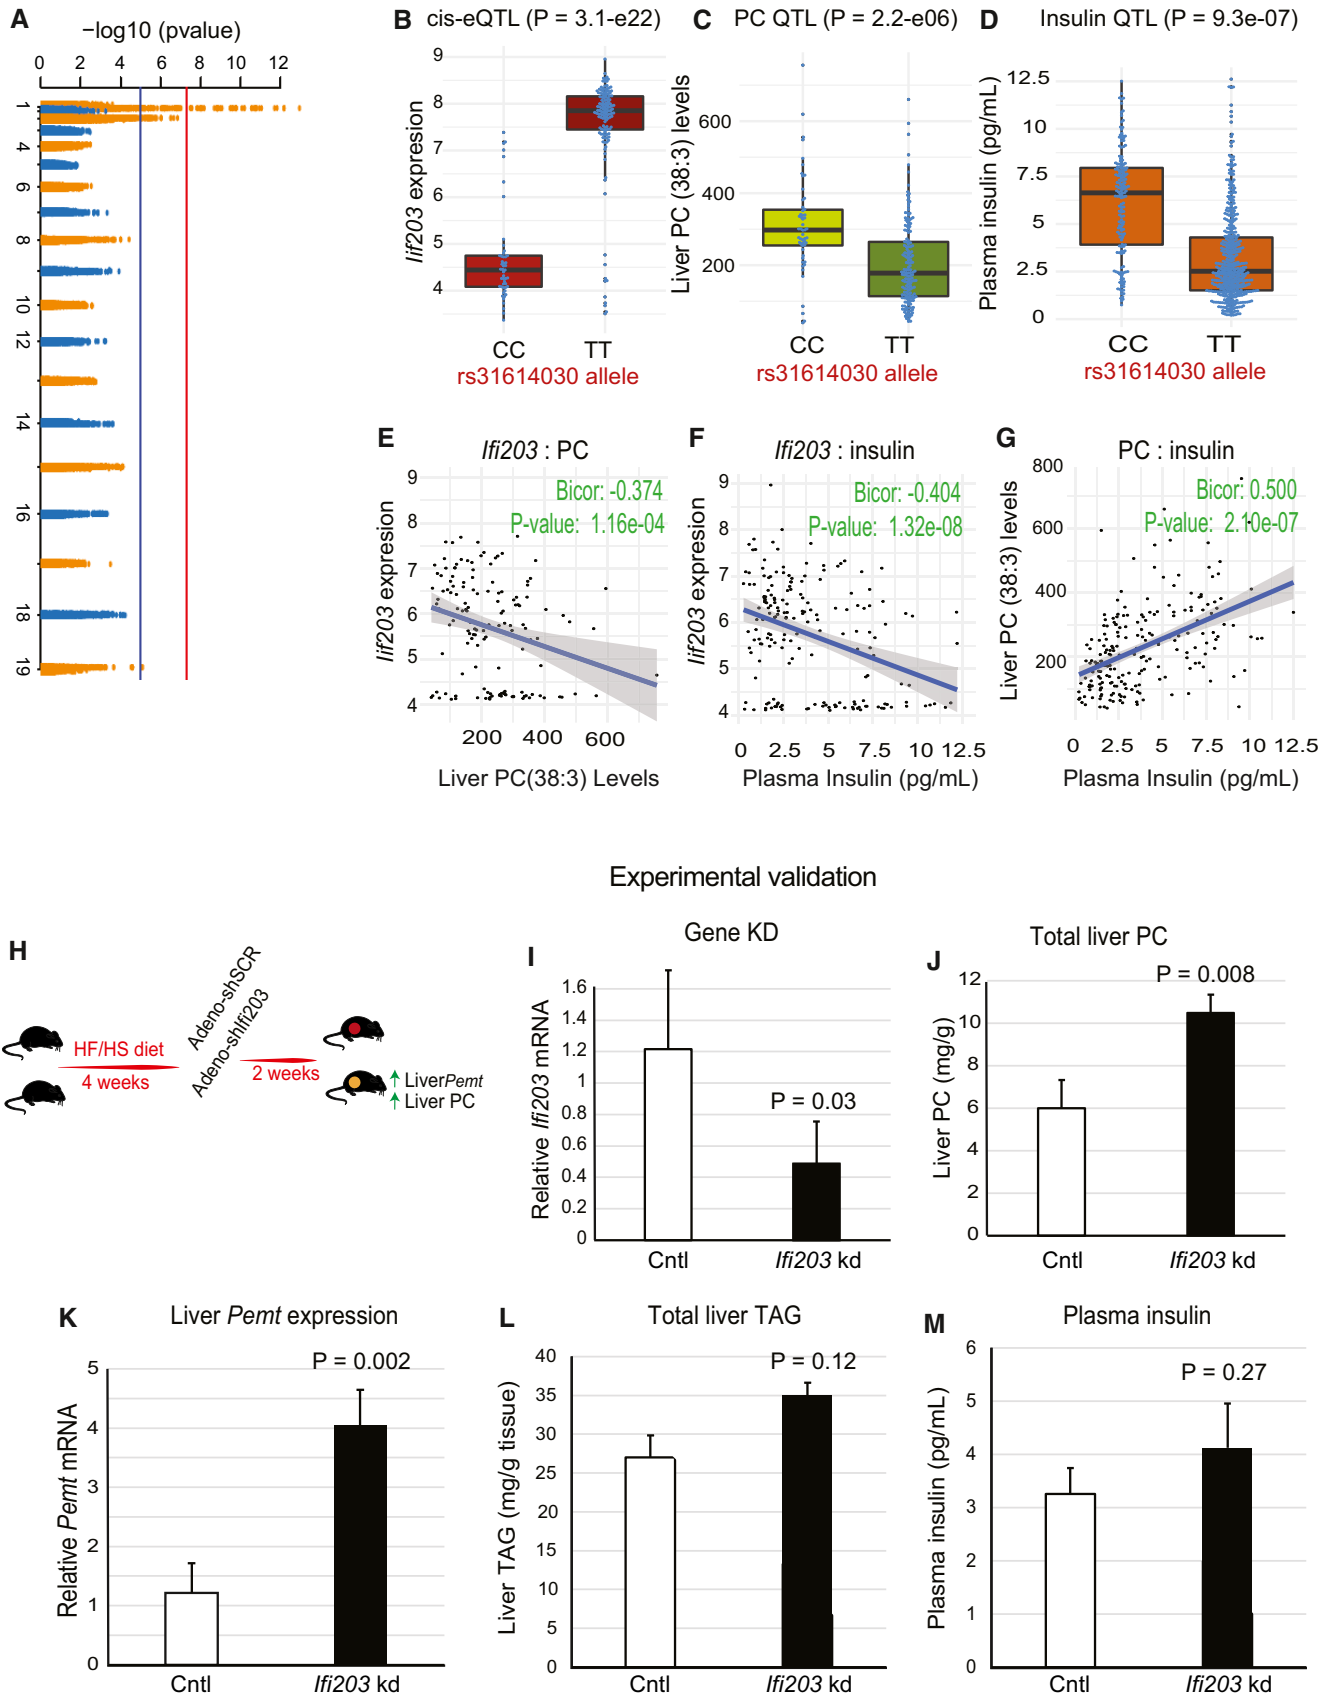 A
−log10 (pvalue)
0 2 4 6 8 10 12
1
4
6
8
10
12
14
16
18
19
B cis-eQTL (P = 3.1-e22)
Iif203 expresion
9
8
7
6
5
4
CC TT
rs31614030 allele
C PC QTL (P = 2.2-e06)
Liver PC (38:3) levels
600
400
200
CC TT
rs31614030 allele
D Insulin QTL (P = 9.3e-07)
Plasma insulin (pg/mL)
12.5
10
7.5
5
2.5
0
CC TT
rs31614030 allele
E Ifi203 : PC
Bicor: -0.374
P-value: 1.16e-04
Iif203 expresion
9
8
7
6
5
4
200 400 600
Liver PC(38:3) Levels
F Ifi203 : insulin
Bicor: -0.404
P-value: 1.32e-08
Iif203 expresion
9
8
7
6
5
4
0 2.5 5 7.5 10 12.5
Plasma Insulin (pg/mL)
G PC : insulin
Bicor: 0.500
P-value: 2.10e-07
Liver PC (38:3) levels
800
600
400
200
0 2.5 5 7.5 10 12.5
Plasma Insulin (pg/mL)
Experimental validation
H
HF/HS diet
4 weeks
Adeno-shSCR
Adeno-shIfi203
2 weeks
↑ LiverPemt
↑ Liver PC
I Gene KD
Relative Ifi203 mRNA
1.6
1.4
1.2
1
0.8
0.6
0.4
0.2
0
P = 0.03
Cntl Ifi203 kd
J Total liver PC
P = 0.008
Liver PC (mg/g)
12
10
8
6
4
2
0
Cntl Ifi203 kd
K Liver Pemt expression
P = 0.002
Relative Pemt mRNA
5
4
3
2
1
0
Cntl Ifi203 kd
L Total liver TAG
P = 0.12
Liver TAG (mg/g tissue)
40
35
30
25
20
15
10
5
0
Cntl Ifi203 kd
M Plasma insulin
P = 0.27
Plasma insulin (pg/mL)
6
5
4
3
2
1
0
Cntl Ifi203 kd